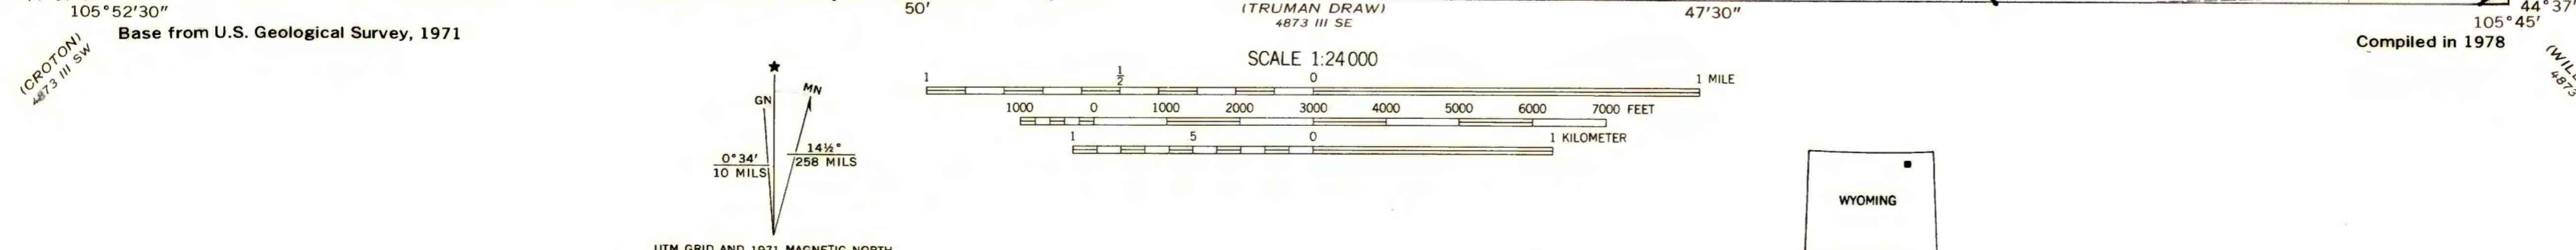 105°52'30"
50'
(TRUMAN DRAW)
4873 III SE
47'30"
44°37'
105°45'
Base from U.S. Geological Survey, 1971
Compiled in 1978
(CROTON)
4873 III SW
4873
SCALE 1:24 000
1 ½ 0 1 MILE
1000 0 1000 2000 3000 4000 5000 6000 7000 FEET
1 5 0 1 KILOMETER
GN
MN
0°34'
10 MILS
14½°
258 MILS
UTM GRID AND 1971 MAGNETIC NORTH
WYOMING